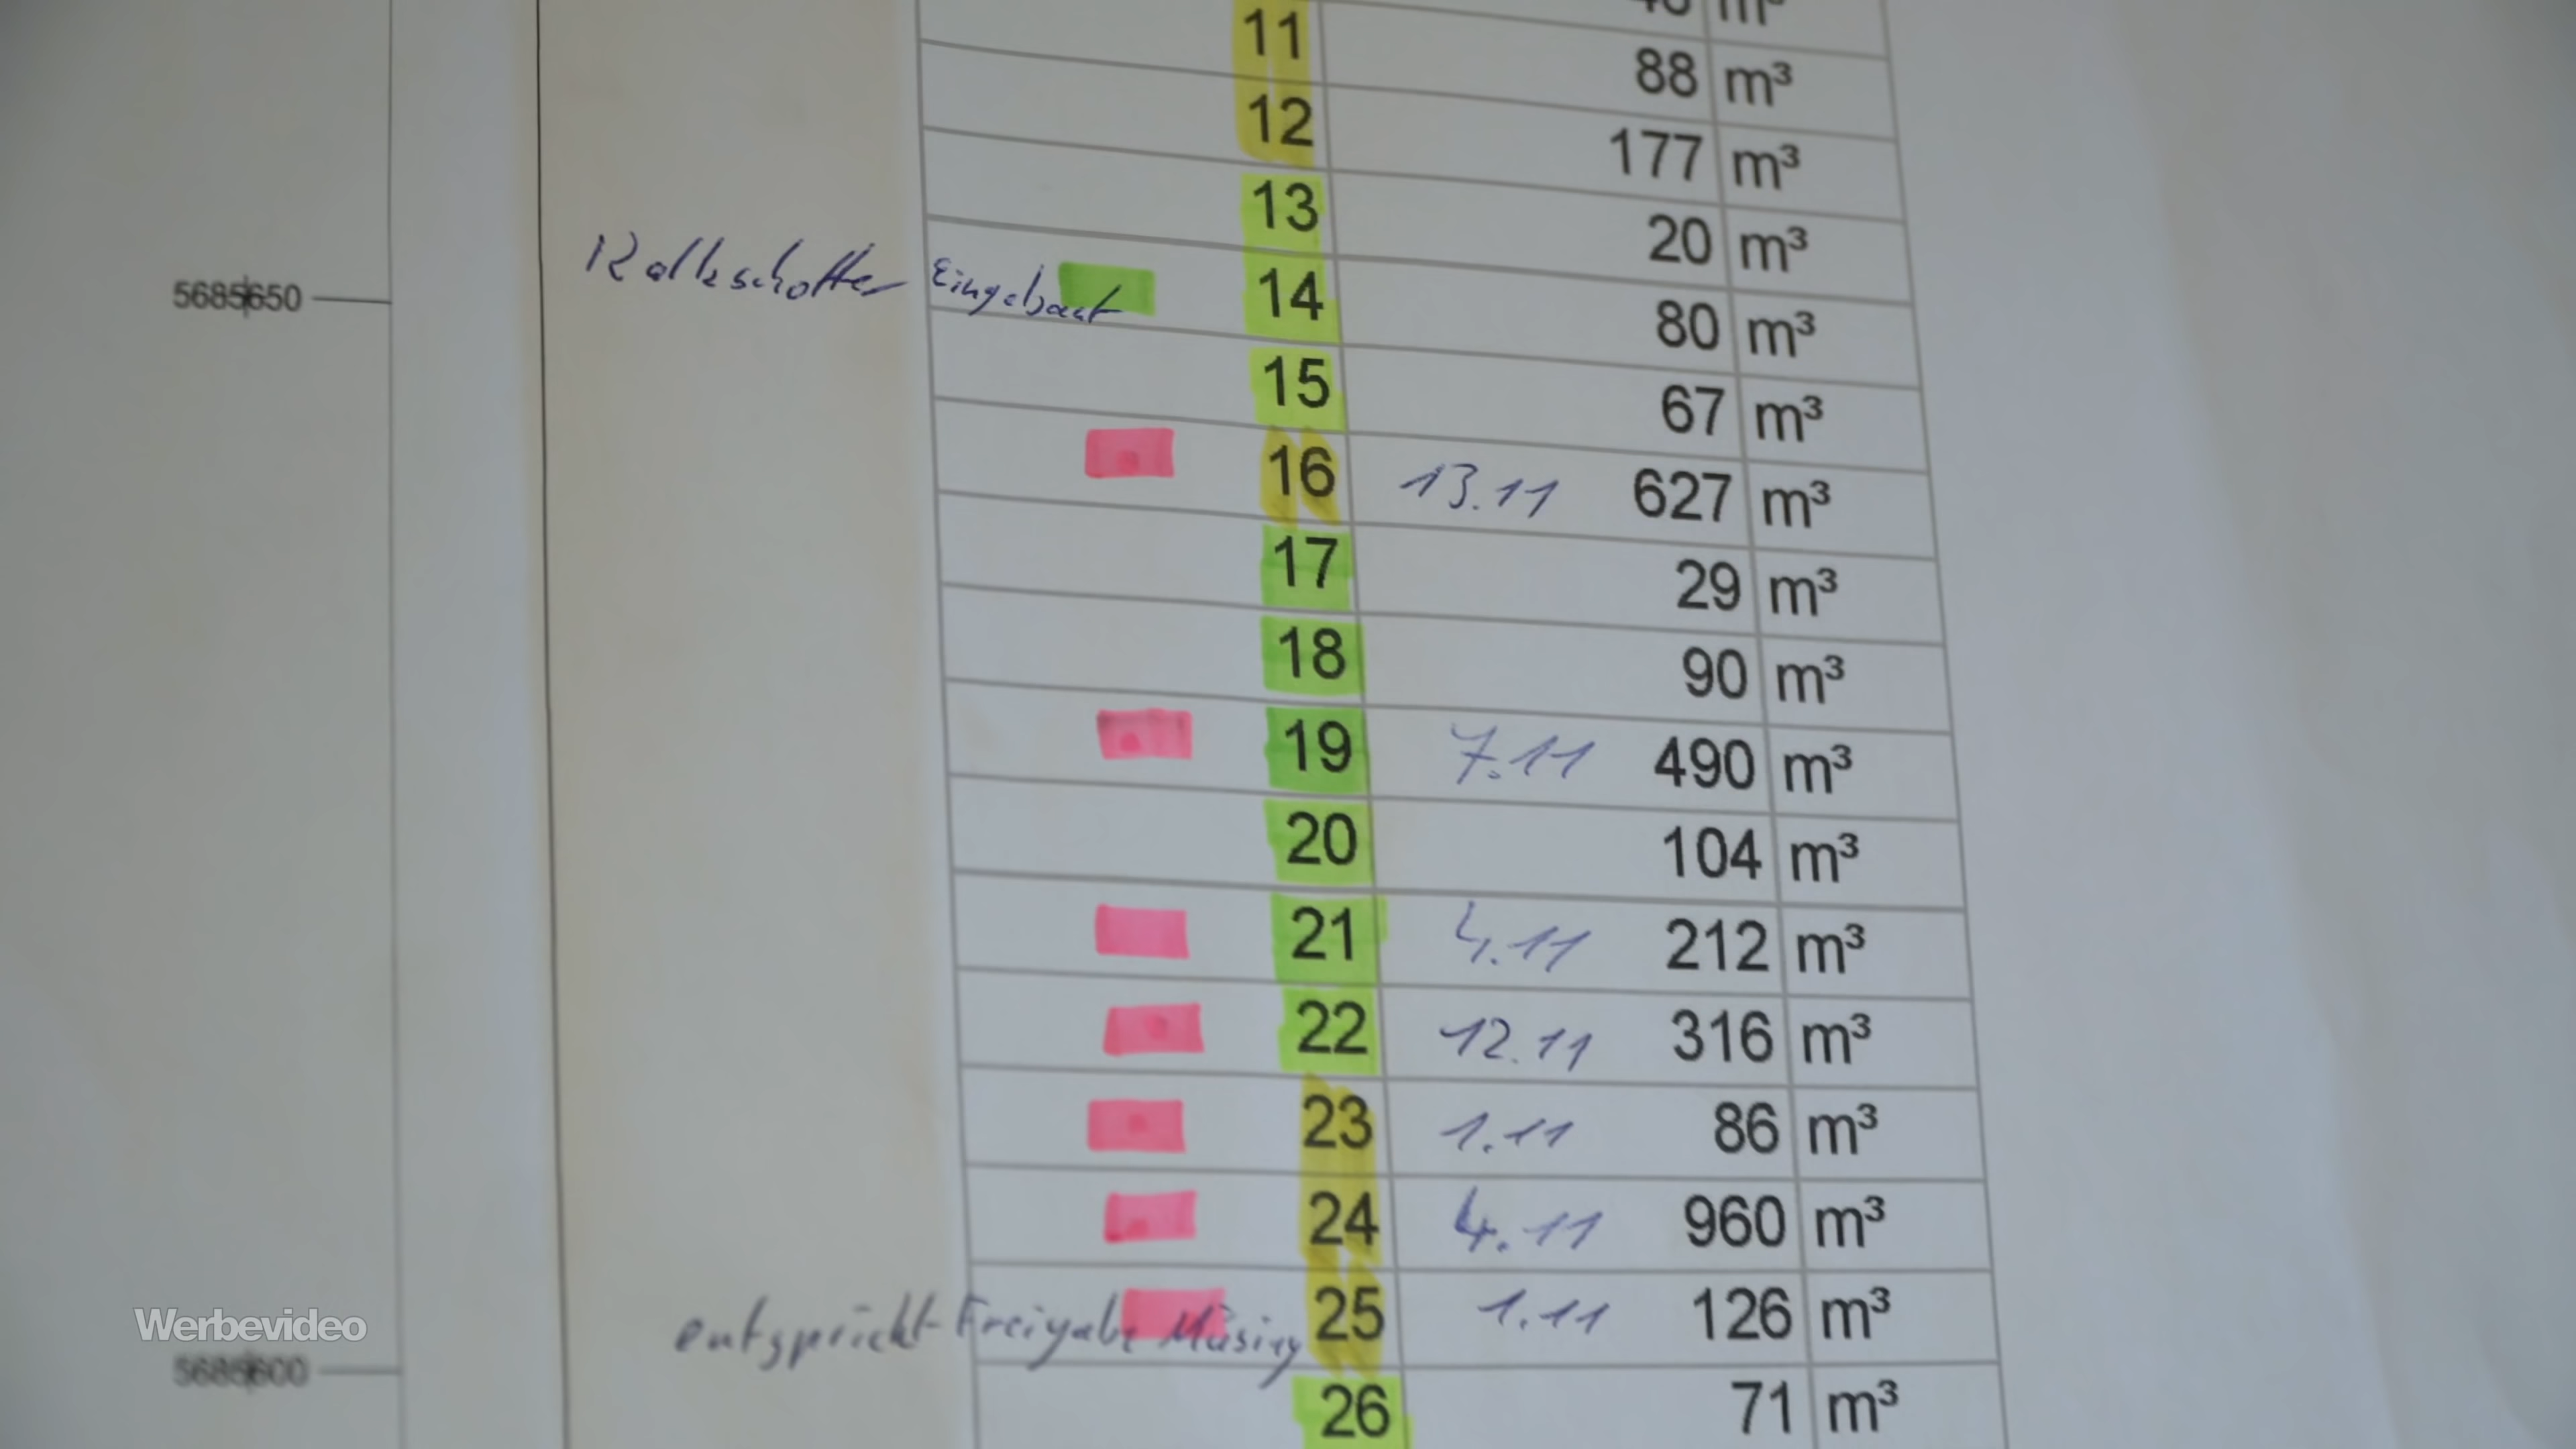 11 88 m³
12 177 m³
13 20 m³
5685650 Kalkschotter Eingebaut 14 80 m³
15 67 m³
16 13.11 627 m³
17 29 m³
18 90 m³
19 7.11 490 m³
20 104 m³
21 4.11 212 m³
22 12.11 316 m³
23 1.11 86 m³
24 4.11 960 m³
entspricht Freigabe Müsing 25 1.11 126 m³
Werbevideo
5685600
26 71 m³